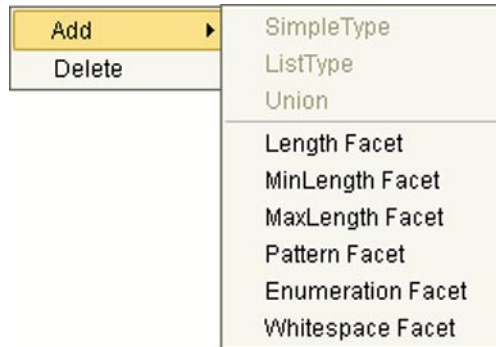 Add
Delete
SimpleType
ListType
Union
Length Facet
MinLength Facet
MaxLength Facet
Pattern Facet
Enumeration Facet
Whitespace Facet